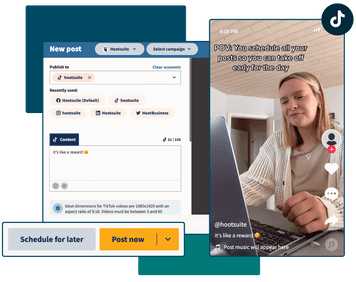 New post
Hootsuite
Select campaign
Publish to
Clear accounts
hootsuite
Recently used:
Hootsuite (Default)
hootsuite
hootsuite
Hootsuite
HootBusiness
Content
21 / 150
it's like a reward 😏
Ideal dimensions for TikTok videos are 1080x1920 with an
aspect ratio of 9:16. Videos must be between 3 and 60
Schedule for later
Post now
4:28 PM
POV: You schedule all your
posts so you can take off
early for the day
@hootsuite
it's like a reward 😏
Post music will appear here